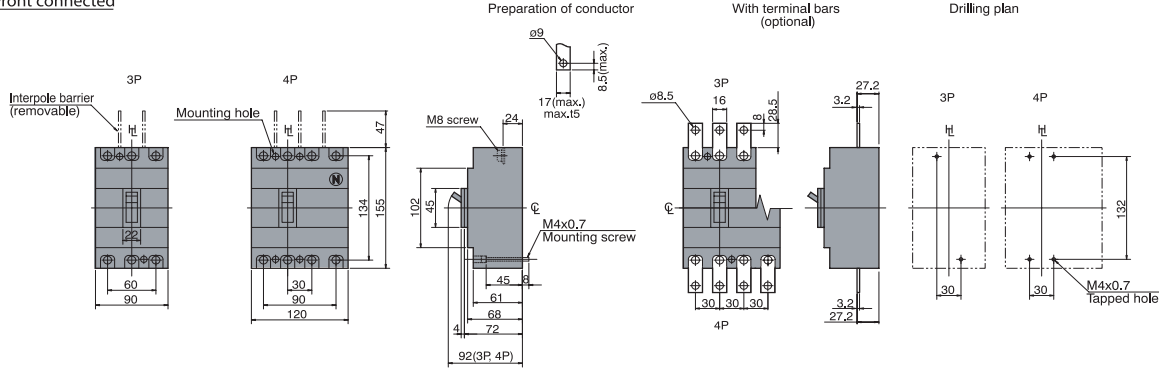 Front connected
Preparation of conductor
With terminal bars
(optional)
Drilling plan
ø9
8.5(max.)
17(max.)
max.t5
3P
Interpole barrier
(removable)
4P
Mounting hole
47
134
155
22
60
90
30
90
120
M8 screw
24
102
45
M4x0.7
Mounting screw
45
8
61
68
4
72
92(3P, 4P)
ø8.5
3P
16
8
28.5
30
30
30
4P
3.2
27.2
3.2
27.2
3P
4P
132
30
30
M4x0.7
Tapped hole
N